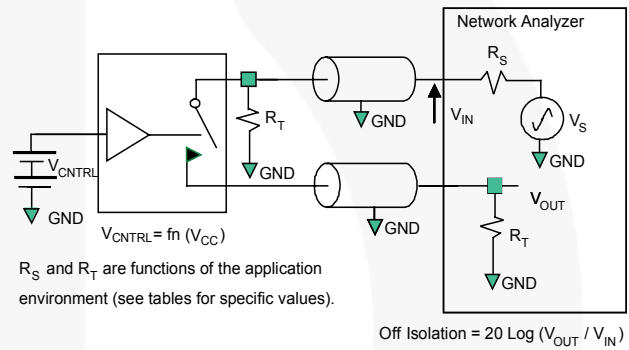 Network Analyzer
R_S
R_T
GND
V_IN
V_S
GND
GND
V_CNTRL
GND
V_OUT
GND
R_T
GND
V_CNTRL = fn (V_CC)
R_S and R_T are functions of the application
environment (see tables for specific values).
Off Isolation = 20 Log (V_OUT / V_IN)